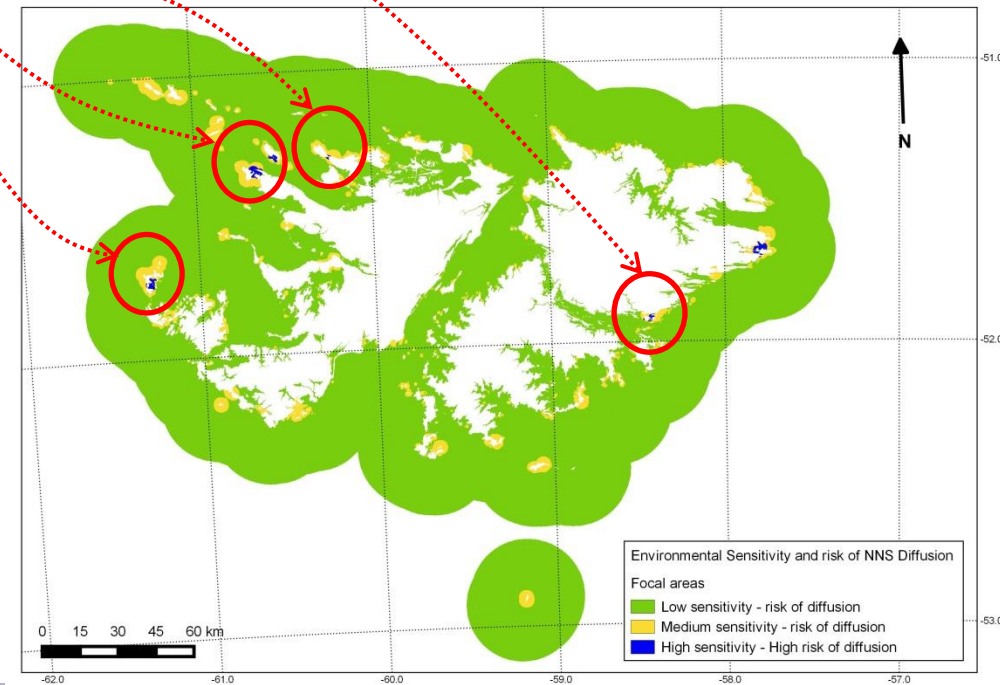 -51.0
N
-52.0
Environmental Sensitivity and risk of NNS Diffusion
Focal areas
Low sensitivity - risk of diffusion
Medium sensitivity - risk of diffusion
High sensitivity - High risk of diffusion
-53.0
0 15 30 45 60 km
-62.0 -61.0 -60.0 -59.0 -58.0 -57.0